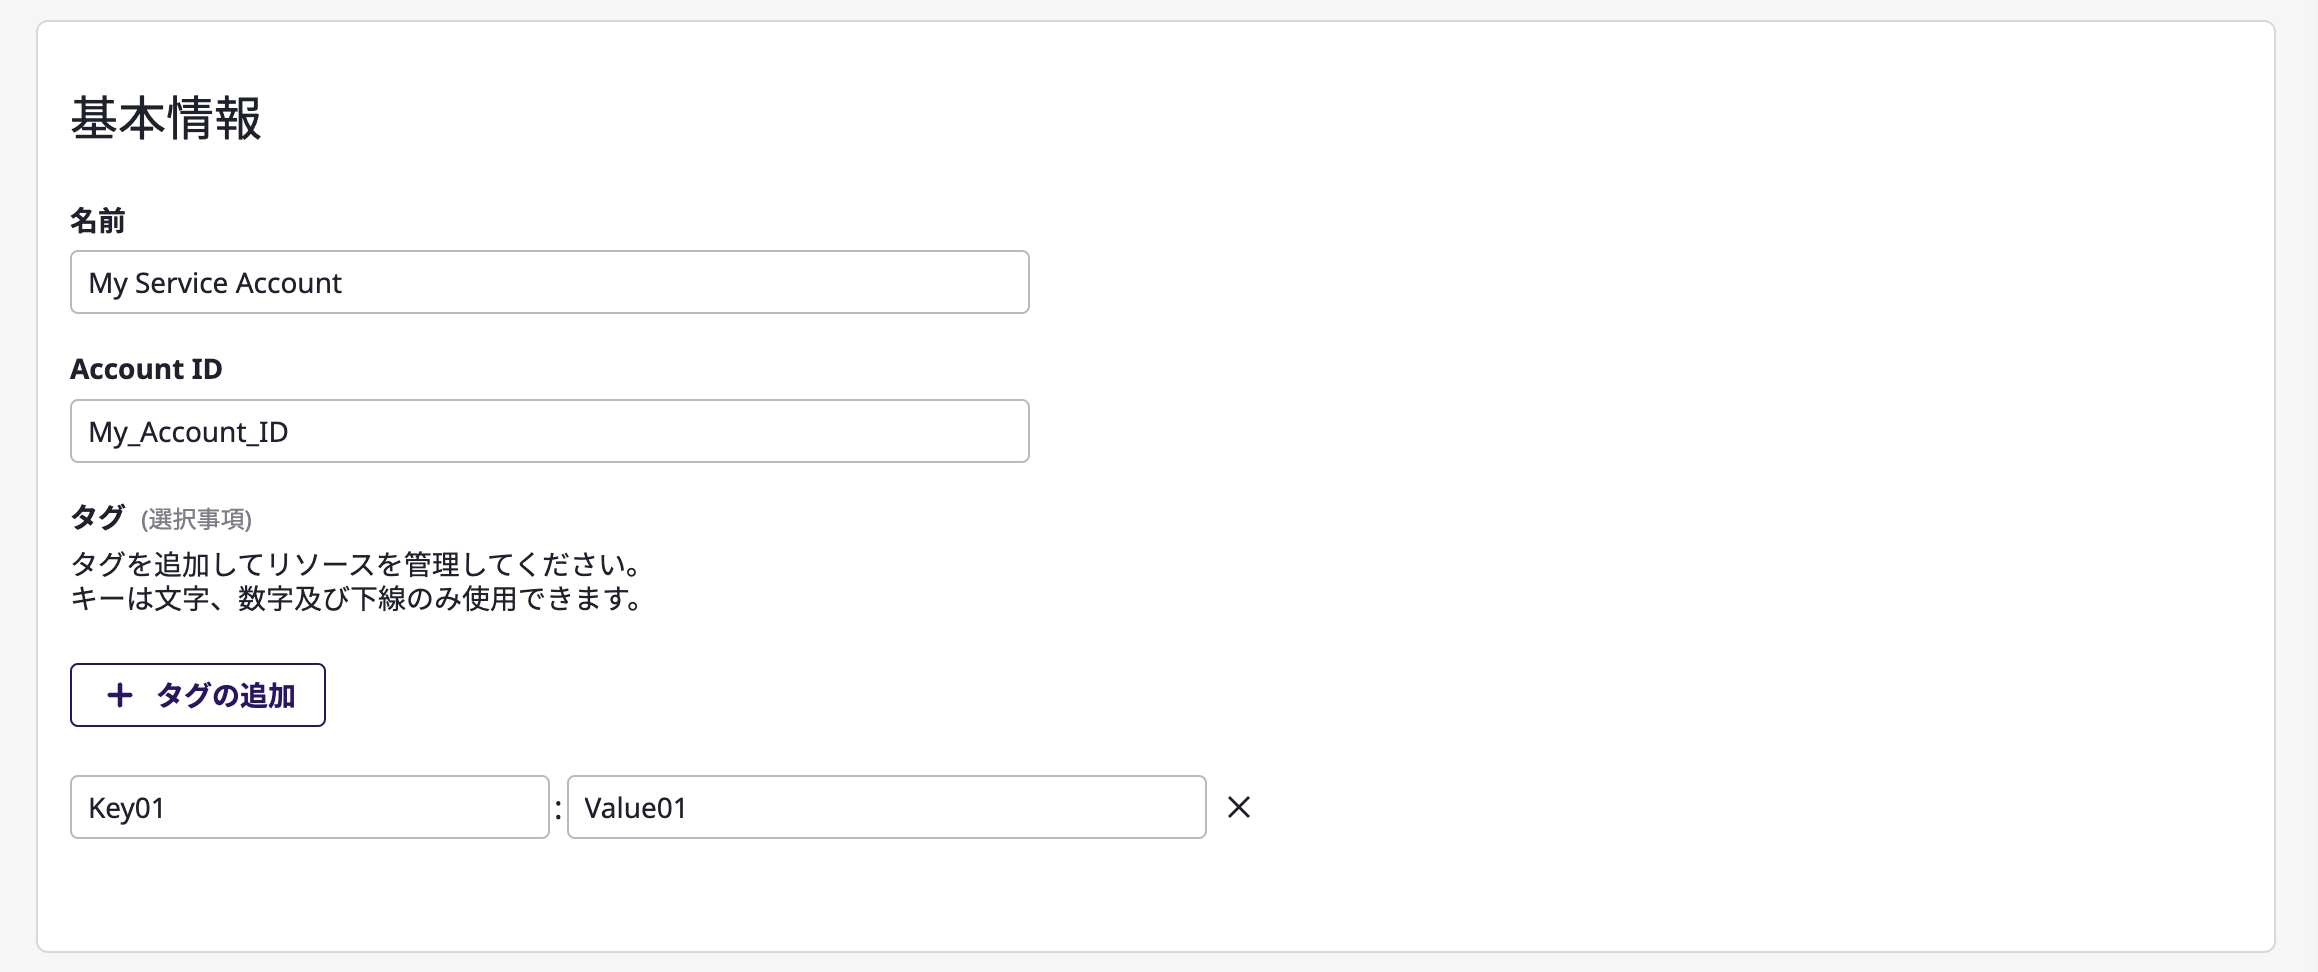 基本情報
名前
My Service Account
Account ID
My_Account_ID
タグ (選択事項)
タグを追加してリソースを管理してください。
キーは文字、数字及び下線のみ使用できます。
+ タグの追加
Key01 : Value01 ×